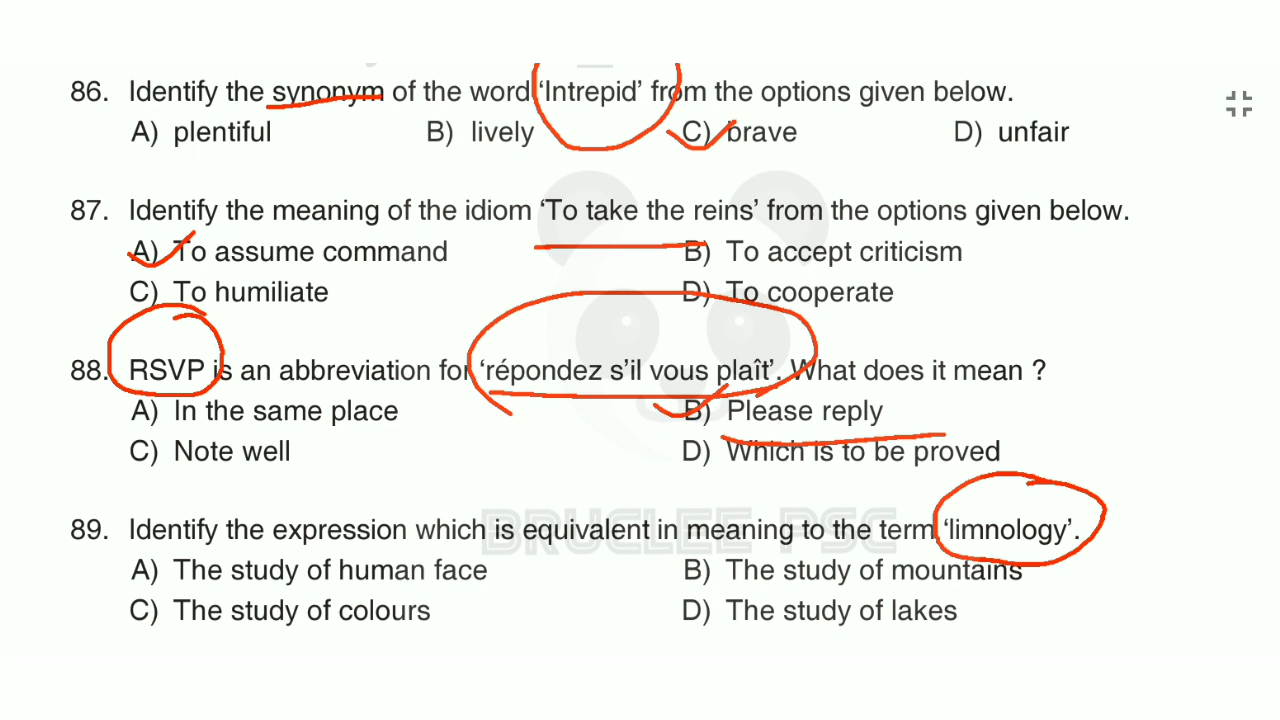 86. Identify the synonym of the word 'Intrepid' from the options given below.
A) plentiful B) lively C) brave D) unfair
87. Identify the meaning of the idiom 'To take the reins' from the options given below.
A) To assume command B) To accept criticism
C) To humiliate D) To cooperate
88. RSVP is an abbreviation for 'répondez s'il vous plaît'. What does it mean ?
A) In the same place B) Please reply
C) Note well D) Which is to be proved
89. Identify the expression which is equivalent in meaning to the term 'limnology'.
BRUCLEE PSC
A) The study of human face B) The study of mountains
C) The study of colours D) The study of lakes